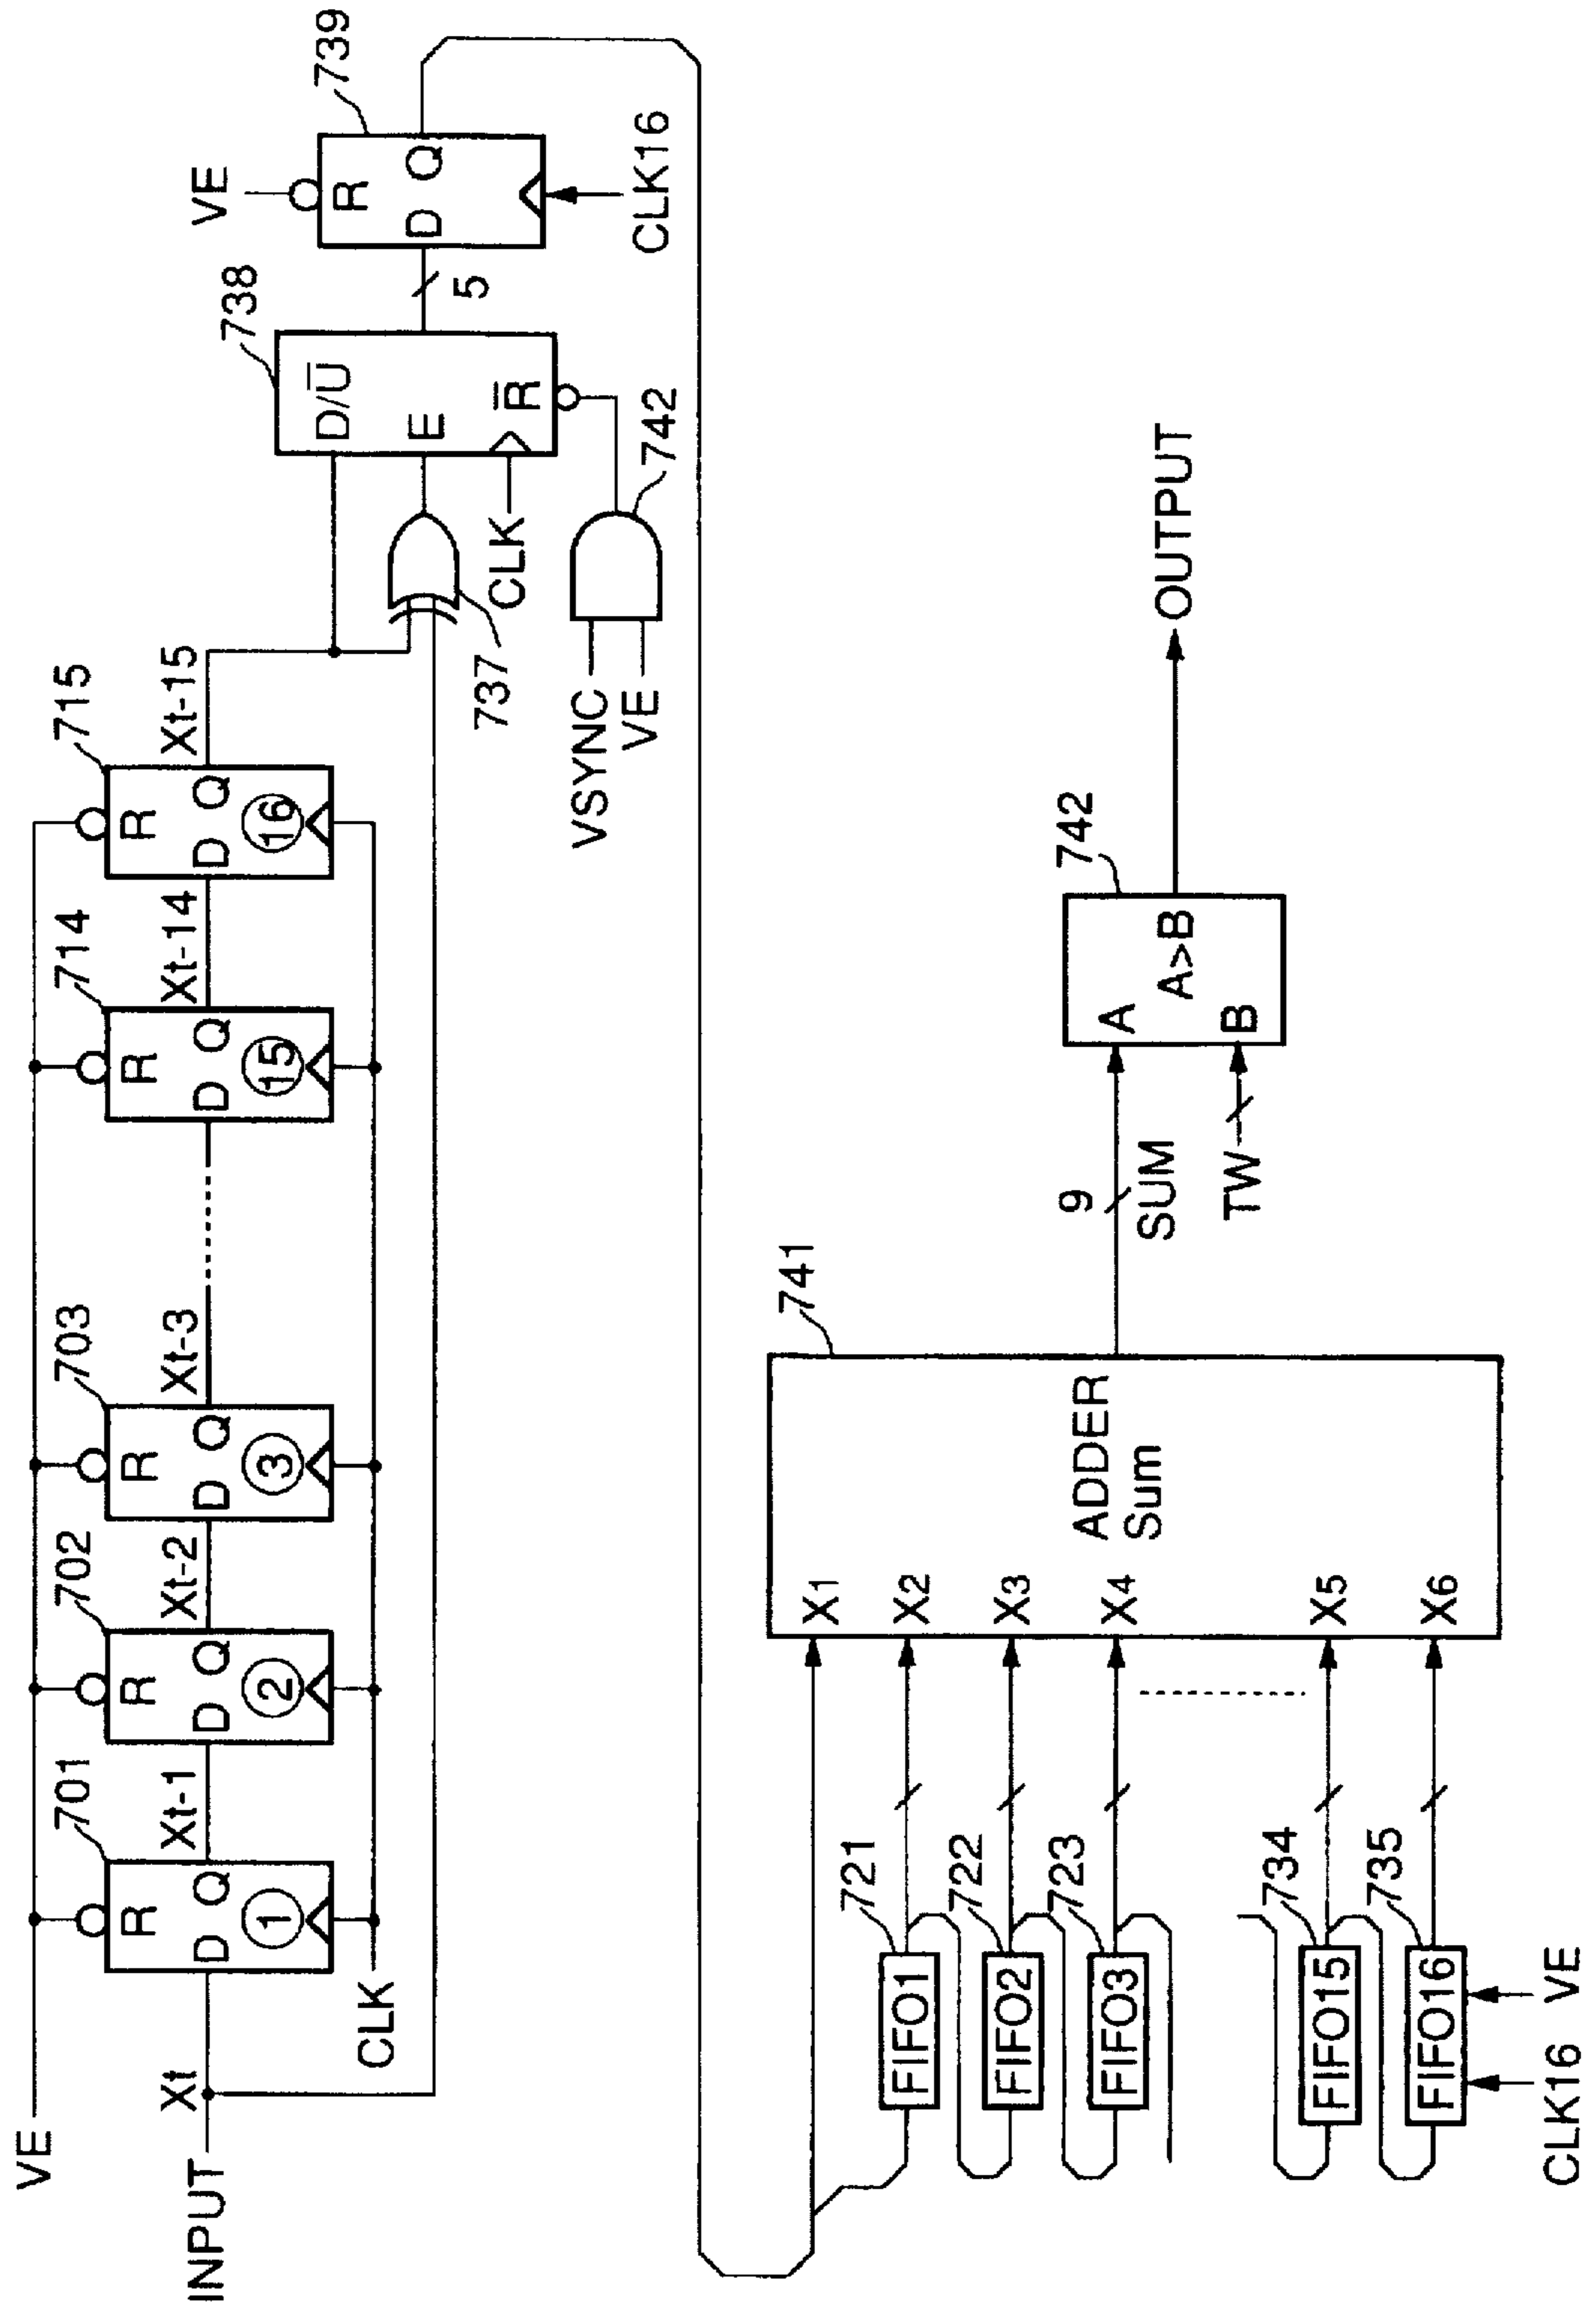 VE
701
702
703
714
715
R
R
R
R
R
INPUT
Xt
D Q
Xt-1
D Q
Xt-2
D Q
Xt-3
D Q
Xt-14
D Q
Xt-15
1
2
3
15
16
CLK
737
738
D/U̅
E
R̅
CLK
VSYNC
VE
742
5
739
VE
R
D Q
CLK16
721
FIFO1
722
FIFO2
723
FIFO3
734
FIFO15
735
FIFO16
CLK16 VE
X1
X2
X3
X4
X5
X6
ADDER
Sum
741
9
SUM
TW
A
B
A>B
742
OUTPUT